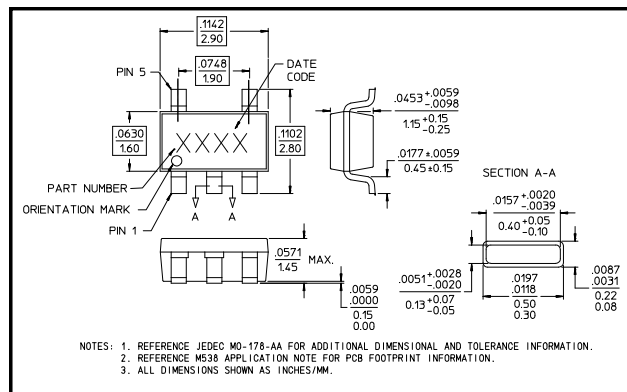 .1142
2.90
.0748
1.90
PIN 5
DATE
CODE
.0453 +.0059
-.0098
1.15 +0.15
-0.25
.0630
1.60
XXXX
.1102
2.80
.0177 ±.0059
0.45 ±0.15
PART NUMBER
ORIENTATION MARK
PIN 1
A A
SECTION A-A
.0157 +.0020
-.0039
0.40 +0.05
-0.10
.0571
1.45
MAX.
.0059
.0000
0.15
0.00
.0051 +.0028
-.0020
0.13 +0.07
-0.05
.0197
.0118
0.50
0.30
.0087
.0031
0.22
0.08
NOTES: 1. REFERENCE JEDEC MO-178-AA FOR ADDITIONAL DIMENSIONAL AND TOLERANCE INFORMATION.
2. REFERENCE M538 APPLICATION NOTE FOR PCB FOOTPRINT INFORMATION.
3. ALL DIMENSIONS SHOWN AS INCHES/MM.